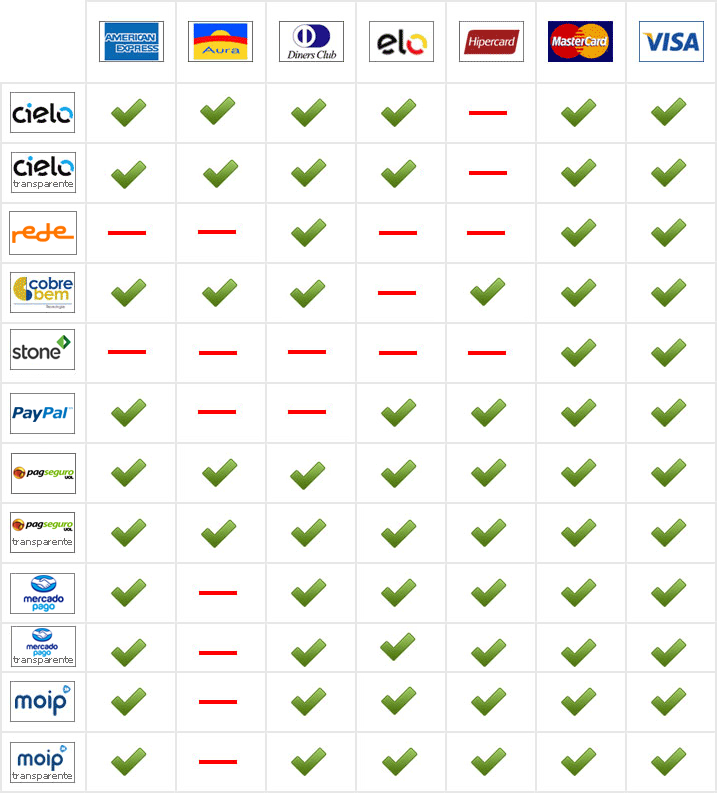 AMERICAN EXPRESS
Aura
Diners Club
elo
Hipercard
MasterCard
VISA
cielo
cielo
transparente
rede
cobre
bem
Tecnologia
stone
PayPal
pagseguro
UOL
pagseguro
UOL
transparente
mercado
pago
mercado
pago
transparente
moip
moip
transparente